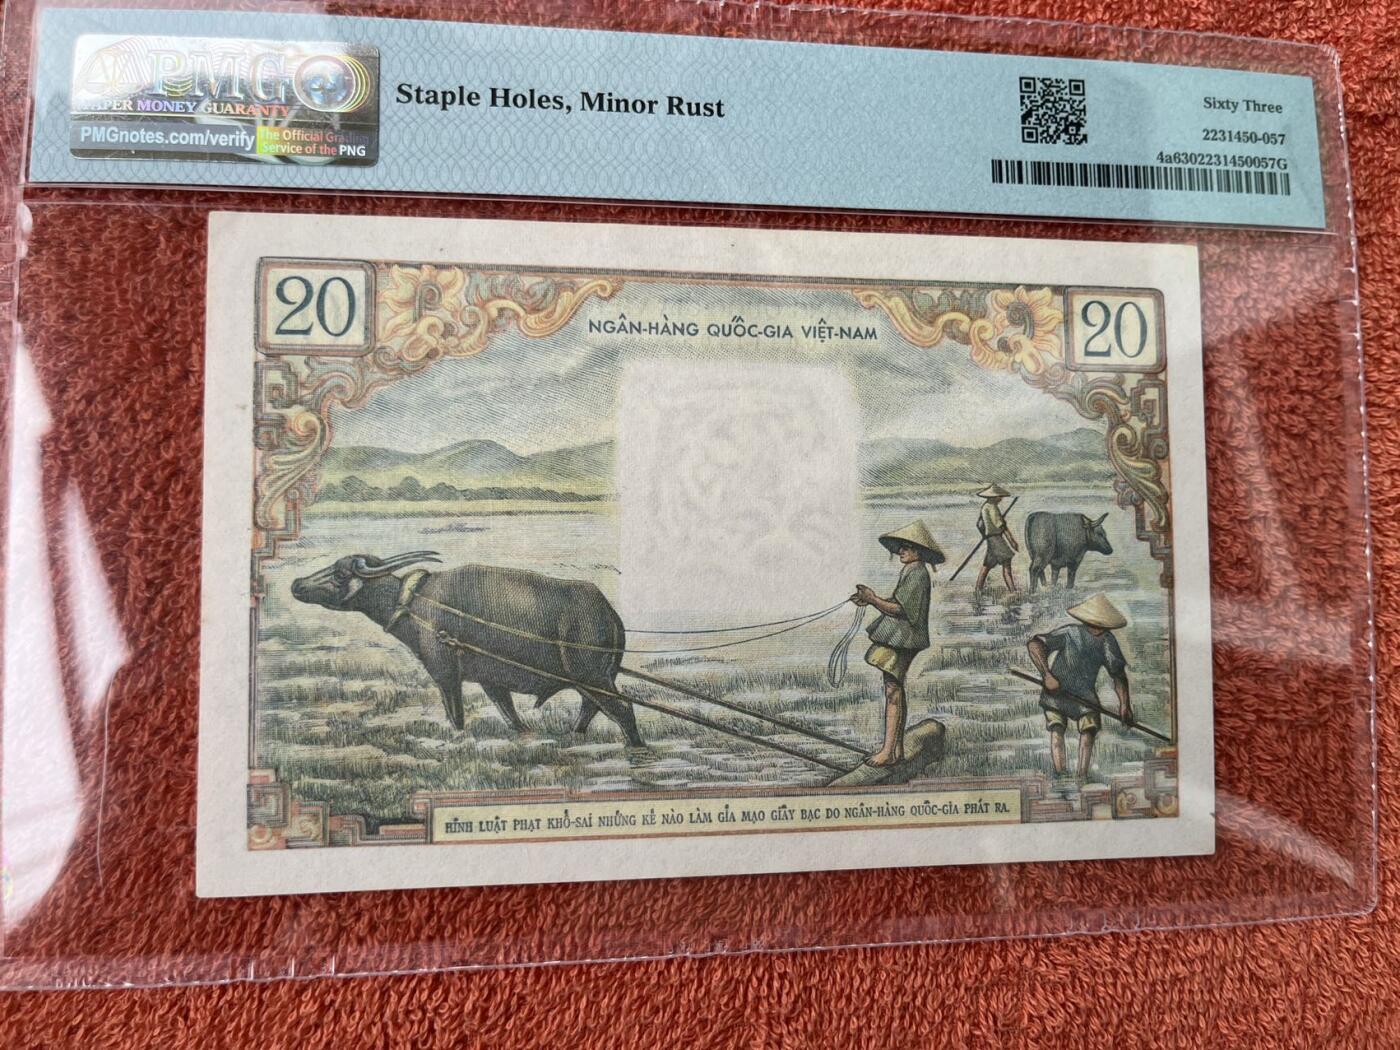 PMG
PAPER MONEY GUARANTY
PMGnotes.com/verify
The Official Grading
Service of the PNG
Staple Holes, Minor Rust
Sixty Three
2231450-057
4a6302231450057G
20
20
NGÂN-HÀNG QUỐC-GIA VIỆT-NAM
HÌNH LUẬT PHẠT KHỔ-SAI NHỮNG KẺ NÀO LÀM GIẢ MẠO GIẤY BẠC DO NGÂN-HÀNG QUỐC-GIA PHÁT RA.